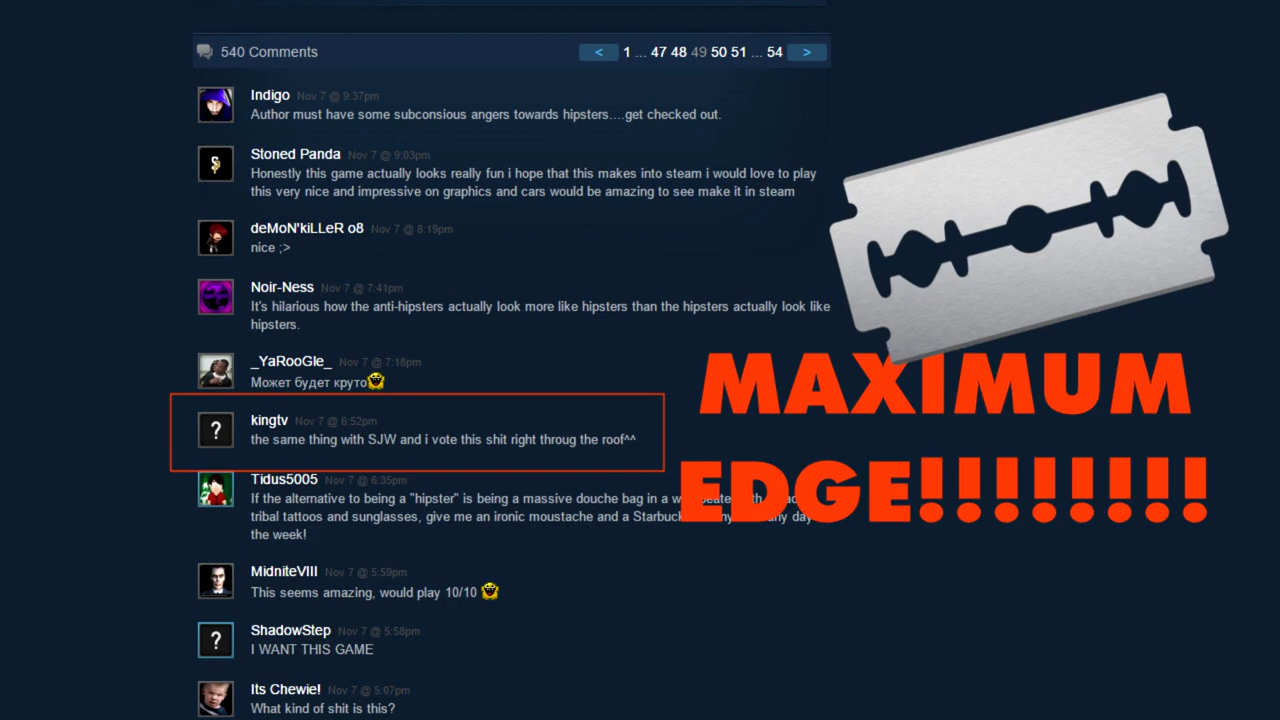 540 Comments
< 1 ... 47 48 49 50 51 ... 54 >
Indigo Nov 7 @ 9:37pm
Author must have some subconsious angers towards hipsters....get checked out.
Stoned Panda Nov 7 @ 9:03pm
Honestly this game actually looks really fun i hope that this makes into steam i would love to play
this very nice and impressive on graphics and cars would be amazing to see make it in steam
deMoN'kiLLeR o8 Nov 7 @ 8:19pm
nice ;>
Noir-Ness Nov 7 @ 7:41pm
It's hilarious how the anti-hipsters actually look more like hipsters than the hipsters actually look like
hipsters.
_YaRooGle_ Nov 7 @ 7:18pm
Может будет круто
kingtv Nov 7 @ 6:52pm
the same thing with SJW and i vote this shit right throug the roof^^
MAXIMUM
EDGE!!!!!!!!
Tidus5005 Nov 7 @ 6:35pm
If the alternative to being a "hipster" is being a massive douche bag in a
tribal tattoos and sunglasses, give me an ironic moustache and a any day
the week!
MidniteVIII Nov 7 @ 5:59pm
This seems amazing, would play 10/10
ShadowStep Nov 7 @ 5:58pm
I WANT THIS GAME
Its Chewie! Nov 7 @ 5:07pm
What kind of shit is this?